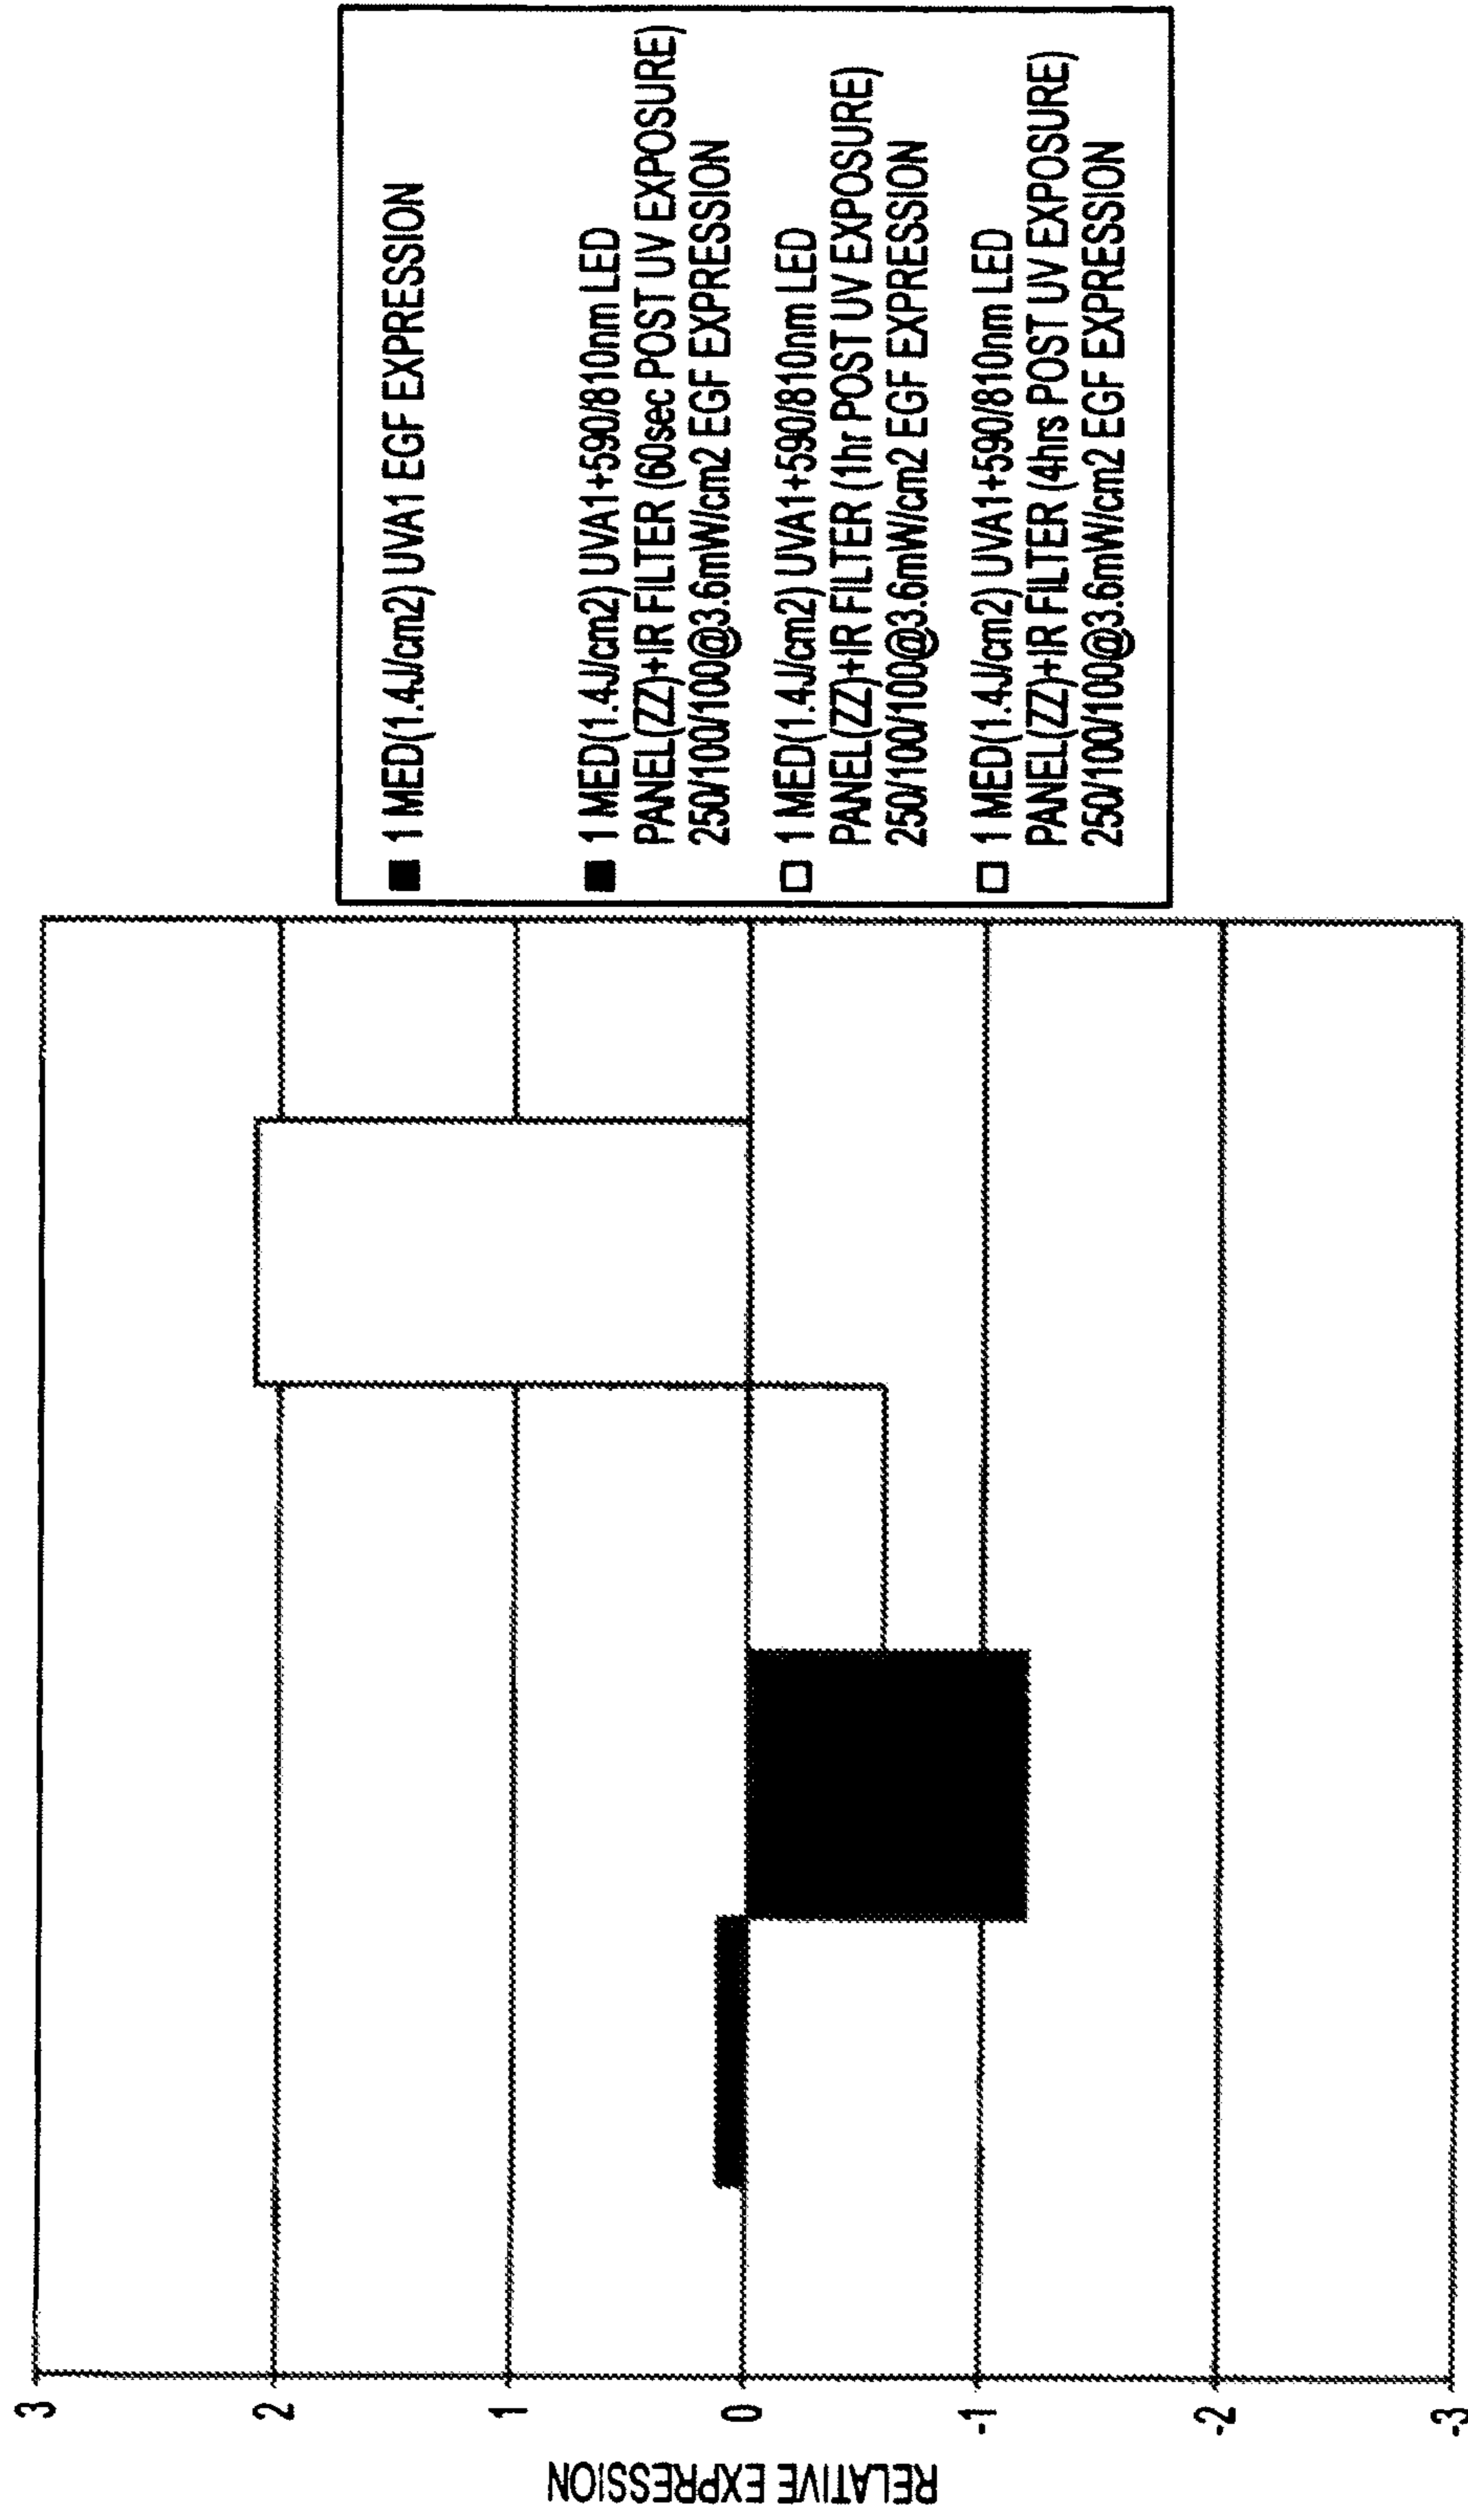 RELATIVE EXPRESSION
3
2
1
0
-1
-2
-3
1 MED(1.4J/cm2) UVA1 EGF EXPRESSION
1 MED(1.4J/cm2) UVA1+590/810nm LED
PANEL(ZZ)+IR FILTER (60sec POST UV EXPOSURE)
250/100/100@3.6mW/cm2 EGF EXPRESSION
1 MED(1.4J/cm2) UVA1+590/810nm LED
PANEL(ZZ)+IR FILTER (1hr POST UV EXPOSURE)
250/100/100@3.6mW/cm2 EGF EXPRESSION
1 MED(1.4J/cm2) UVA1+590/810nm LED
PANEL(ZZ)+IR FILTER (4hrs POST UV EXPOSURE)
250/100/100@3.6mW/cm2 EGF EXPRESSION